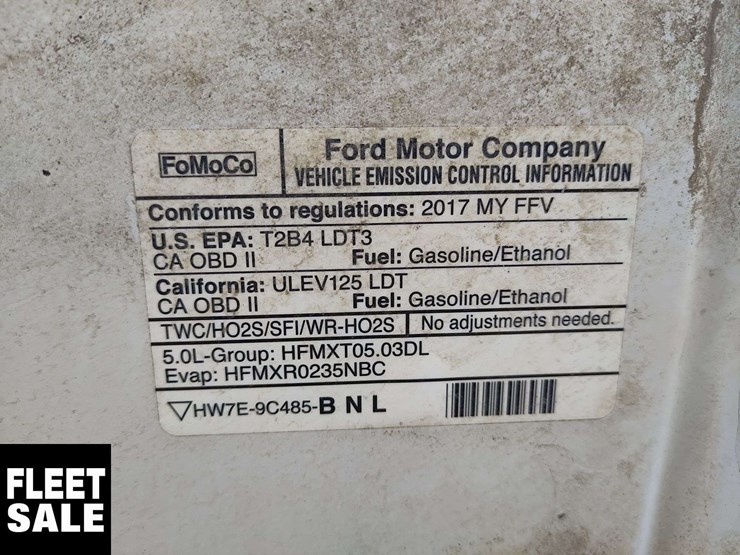 FoMoCo
Ford Motor Company
VEHICLE EMISSION CONTROL INFORMATION
Conforms to regulations: 2017 MY FFV
U.S. EPA: T2B4 LDT3
CA OBD II Fuel: Gasoline/Ethanol
California: ULEV125 LDT
CA OBD II Fuel: Gasoline/Ethanol
TWC/HO2S/SFI/WR-HO2S No adjustments needed.
5.0L-Group: HFMXT05.03DL
Evap: HFMXR0235NBC
HW7E-9C485-B N L
FLEET
SALE